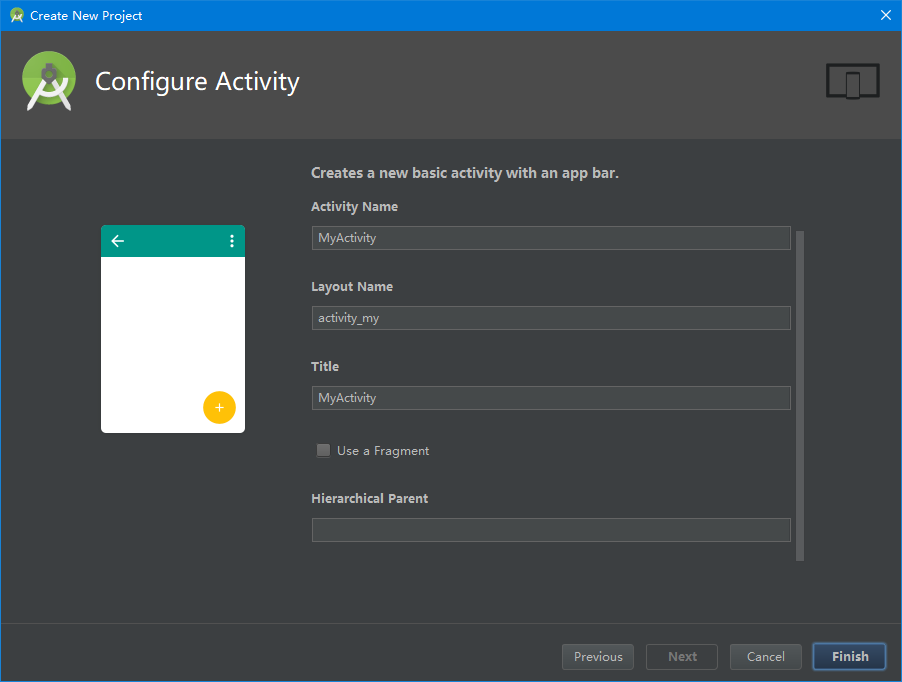 Create New Project
Configure Activity
Creates a new basic activity with an app bar.
Activity Name
MyActivity
Layout Name
activity_my
Title
MyActivity
Use a Fragment
Hierarchical Parent
Previous
Next
Cancel
Finish